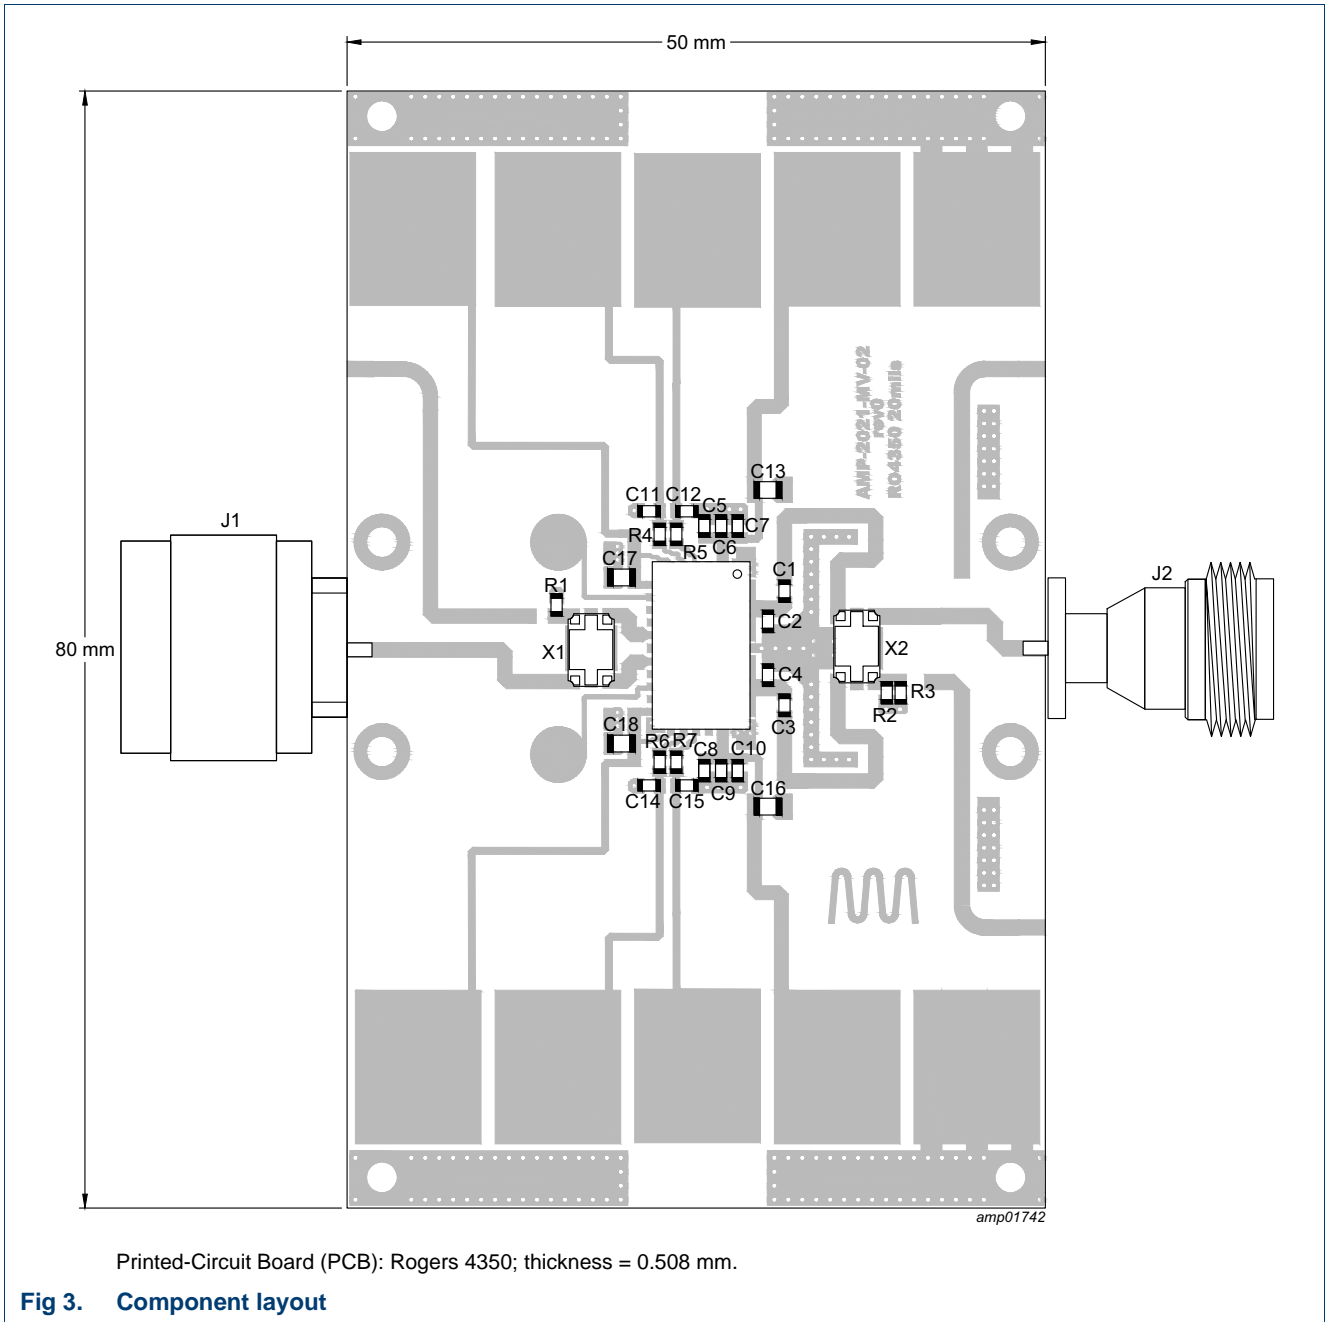 50 mm
AMP-2021-MV-02
rev0
RO4350 20mils
C13
C11
C12
C5
C7
J1
R4
R5
C6
C17
C1
J2
R1
C2
80 mm
X1
X2
C4
R3
R2
C3
C18
R6
R7
C8
C10
C14
C15
C9
C16
amp01742
Printed-Circuit Board (PCB): Rogers 4350; thickness = 0.508 mm.
Fig 3. Component layout